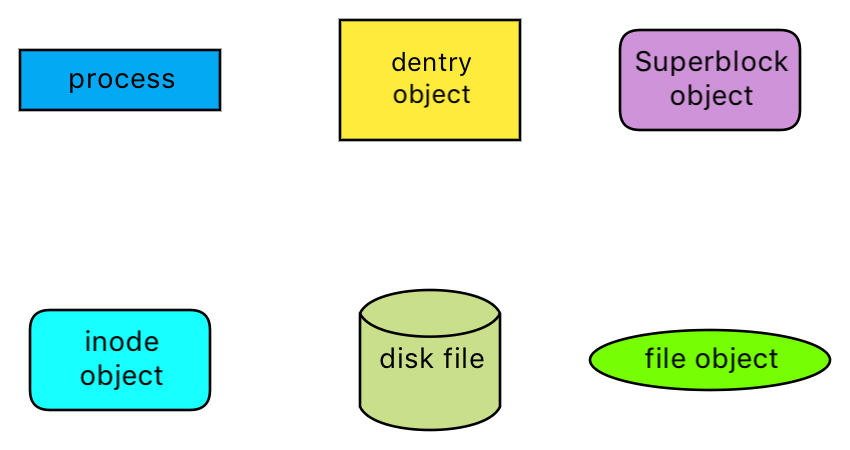 process
dentry
object
Superblock
object
inode
object
disk file
file object